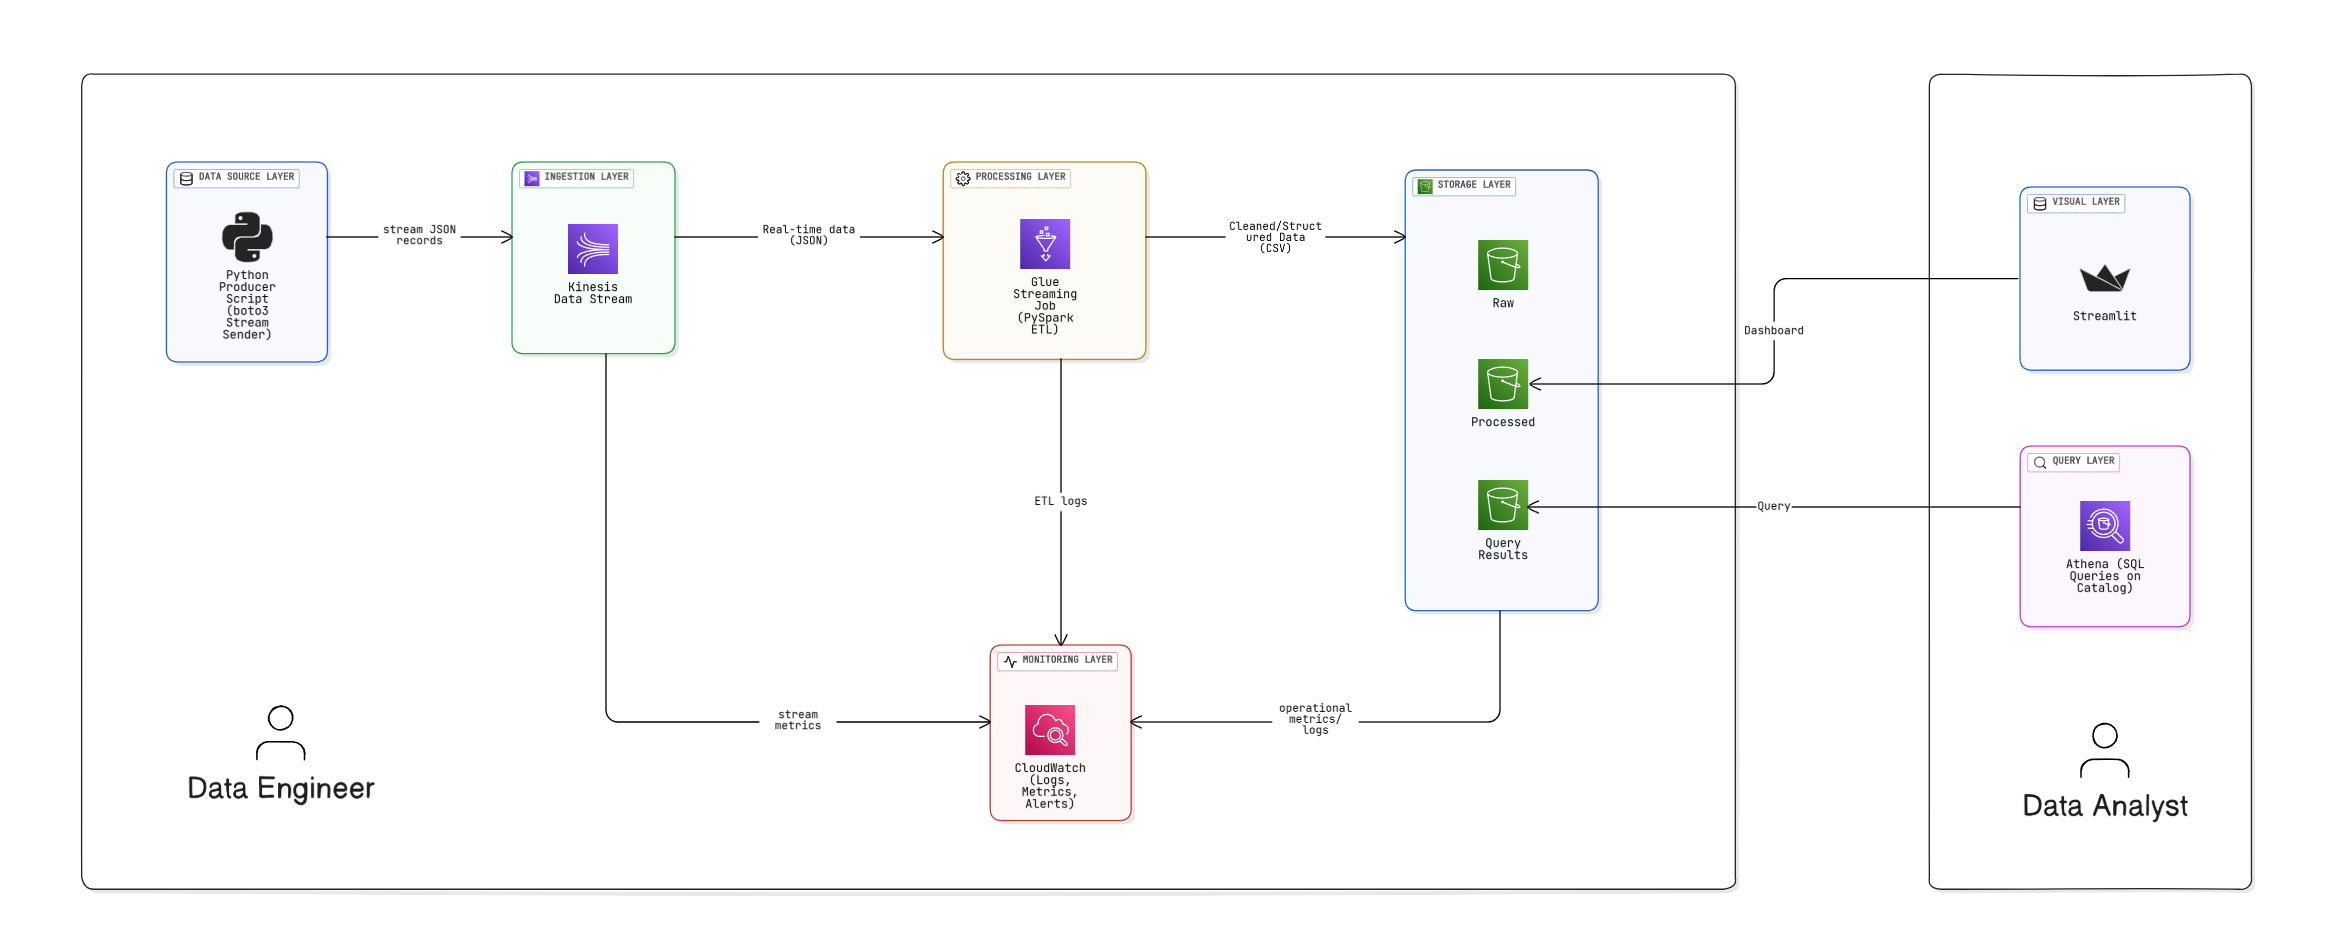 DATA SOURCE LAYER
Python
Producer
Script
(boto3
Stream
Sender)
stream JSON
records
INGESTION LAYER
Kinesis
Data Stream
Real-time data
(JSON)
PROCESSING LAYER
Glue
Streaming
Job
(PySpark
ETL)
Cleaned/Struct
ured Data
(CSV)
STORAGE LAYER
Raw
Processed
Query
Results
Dashboard
VISUAL LAYER
Streamlit
Query
QUERY LAYER
Athena (SQL
Queries on
Catalog)
ETL logs
stream
metrics
MONITORING LAYER
CloudWatch
(Logs,
Metrics,
Alerts)
operational
metrics/
logs
Data Engineer
Data Analyst